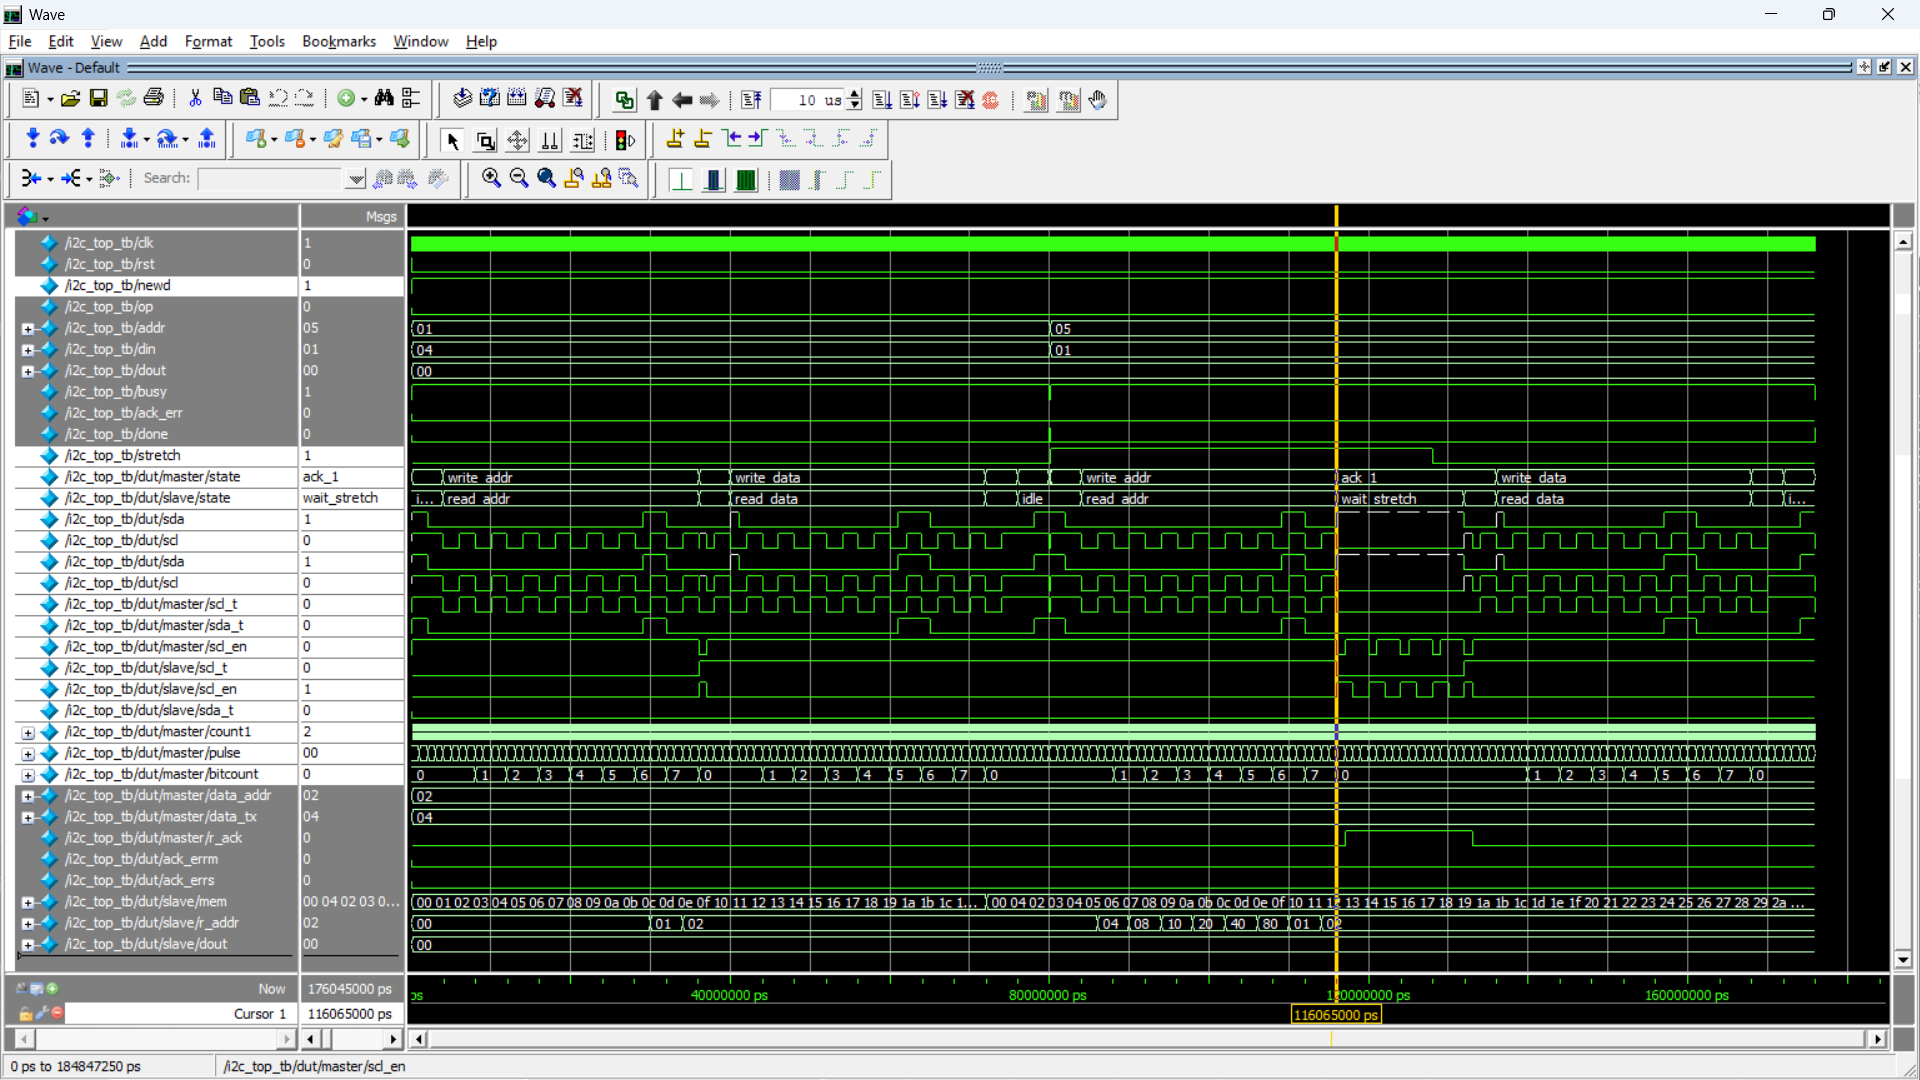 Wave
File Edit View Add Format Tools Bookmarks Window Help
Wave - Default
10 us
Search:
Msgs
/i2c_top_tb/clk 1
/i2c_top_tb/rst 0
/i2c_top_tb/newd 1
/i2c_top_tb/op 0
/i2c_top_tb/addr 05 01 05
/i2c_top_tb/din 01 04 01
/i2c_top_tb/dout 00 00
/i2c_top_tb/busy 1
/i2c_top_tb/ack_err 0
/i2c_top_tb/done 0
/i2c_top_tb/stretch 1
/i2c_top_tb/dut/master/state ack_1 write_addr write_data write_addr ack_1 write_data
/i2c_top_tb/dut/slave/state wait_stretch i... read_addr read_data idle read_addr wait_stretch read_data i...
/i2c_top_tb/dut/sda 1
/i2c_top_tb/dut/scl 0
/i2c_top_tb/dut/sda 1
/i2c_top_tb/dut/scl 0
/i2c_top_tb/dut/master/scl_t 0
/i2c_top_tb/dut/master/sda_t 0
/i2c_top_tb/dut/master/scl_en 0
/i2c_top_tb/dut/slave/scl_t 0
/i2c_top_tb/dut/slave/scl_en 1
/i2c_top_tb/dut/slave/sda_t 0
/i2c_top_tb/dut/master/count1 2
/i2c_top_tb/dut/master/pulse 00
/i2c_top_tb/dut/master/bitcount 0 0 1 2 3 4 5 6 7 0 1 2 3 4 5 6 7 0 1 2 3 4 5 6 7 0 1 2 3 4 5 6 7 0
/i2c_top_tb/dut/master/data_addr 02 02
/i2c_top_tb/dut/master/data_tx 04 04
/i2c_top_tb/dut/master/r_ack 0
/i2c_top_tb/dut/ack_errm 0
/i2c_top_tb/dut/ack_errs 0
/i2c_top_tb/dut/slave/mem 00 04 02 03 0... 00 01 02 03 04 05 06 07 08 09 0a 0b 0c 0d 0e 0f 10 11 12 13 14 15 16 17 18 19 1a 1b 1c 1... 00 04 02 03 04 05 06 07 08 09 0a 0b 0c 0d 0e 0f 10 11 12 13 14 15 16 17 18 19 1a 1b 1c 1d 1e 1f 20 21 22 23 24 25 26 27 28 29 2a ...
/i2c_top_tb/dut/slave/r_addr 02 00 01 02 04 08 10 20 40 80 01 02
/i2c_top_tb/dut/slave/dout 00 00
Now 176045000 ps ps 40000000 ps 80000000 ps 120000000 ps 160000000 ps
Cursor 1 116065000 ps 116065000 ps
0 ps to 184847250 ps /i2c_top_tb/dut/master/scl_en